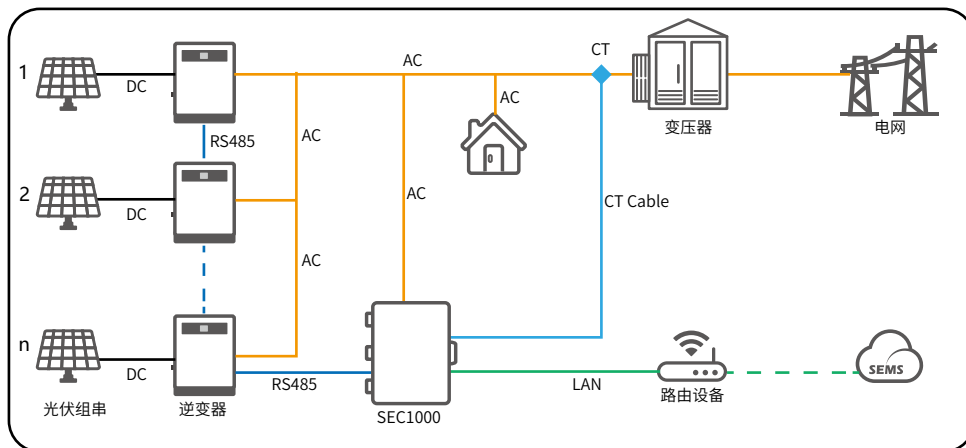 1
DC
RS485
AC
AC
AC
CT
变压器
电网
2
DC
AC
CT Cable
AC
n
DC
RS485
LAN
SEMS
光伏组串
逆变器
SEC1000
路由设备